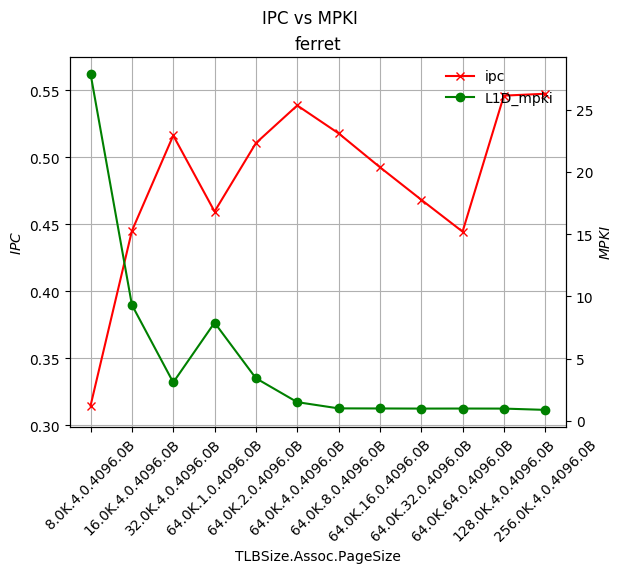 IPC vs MPKI
ferret
ipc
L1D_mpki
0.55
0.50
0.45
0.40
0.35
0.30
IPC
25
20
15
10
5
0
MPKI
8.0K.4.0.4096.0B
16.0K.4.0.4096.0B
32.0K.4.0.4096.0B
64.0K.1.0.4096.0B
64.0K.2.0.4096.0B
64.0K.4.0.4096.0B
64.0K.8.0.4096.0B
64.0K.16.0.4096.0B
64.0K.32.0.4096.0B
64.0K.64.0.4096.0B
128.0K.4.0.4096.0B
256.0K.4.0.4096.0B
TLBSize.Assoc.PageSize